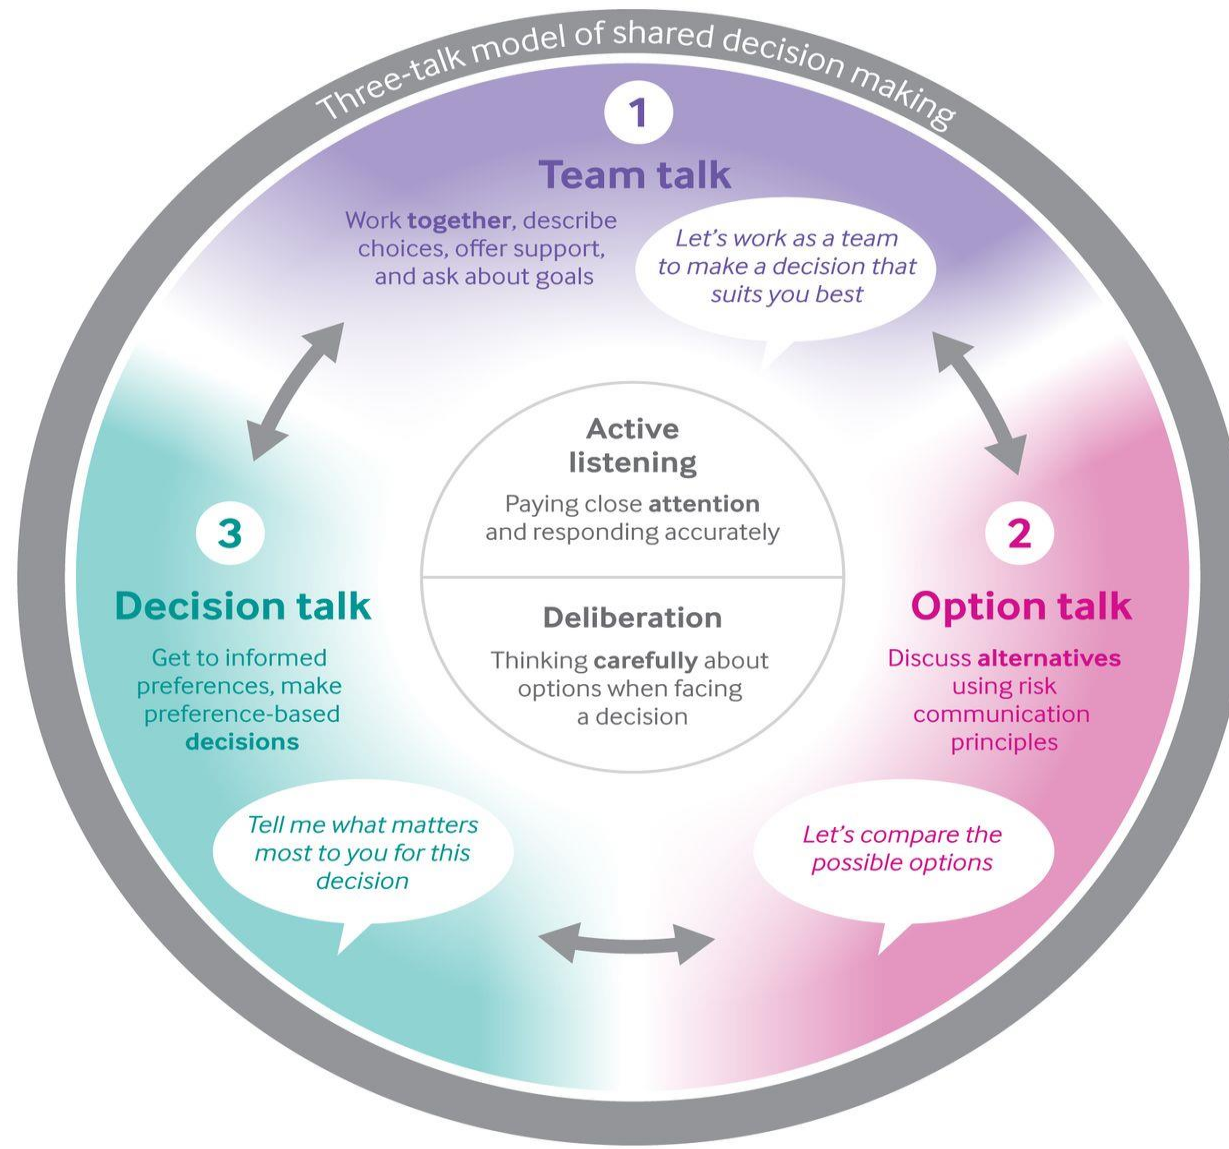 Three-talk model of shared decision making
1
Team talk
Work together, describe
choices, offer support,
and ask about goals
Let's work as a team
to make a decision that
suits you best
Active
listening
Paying close attention
and responding accurately
Deliberation
Thinking carefully about
options when facing
a decision
2
Option talk
Discuss alternatives
using risk
communication
principles
Let's compare the
possible options
3
Decision talk
Get to informed
preferences, make
preference-based
decisions
Tell me what matters
most to you for this
decision